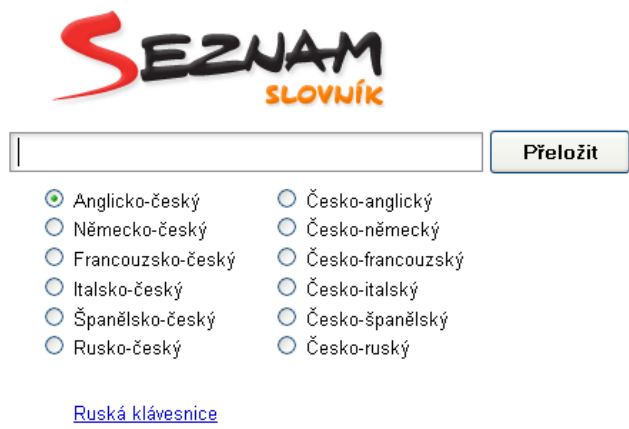 SEZNAM
SLOVNÍK
Přeložit
Anglicko-český Česko-anglický
Německo-český Česko-německý
Francouzsko-český Česko-francouzský
Italsko-český Česko-italský
Španělsko-český Česko-španělský
Rusko-český Česko-ruský
Ruská klávesnice